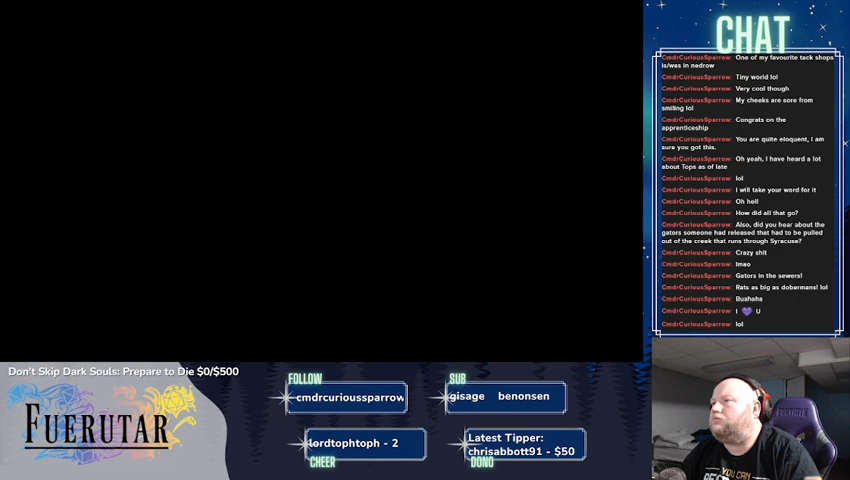 CHAT
CmdrCuriousSparrow: One of my favourite tack shops
is/was in nedrow
CmdrCuriousSparrow: Tiny world lol
CmdrCuriousSparrow: Very cool though
CmdrCuriousSparrow: My cheeks are sore from
smiling lol
CmdrCuriousSparrow: Congrats on the
apprenticeship
CmdrCuriousSparrow: You are quite eloquent, I am
sure you got this.
CmdrCuriousSparrow: Oh yeah, I have heard a lot
about Tops as of late
CmdrCuriousSparrow: lol
CmdrCuriousSparrow: I will take your word for it
CmdrCuriousSparrow: Oh hell
CmdrCuriousSparrow: How did all that go?
CmdrCuriousSparrow: Also, did you hear about the
gators someone had released that had to be pulled
out of the creek that runs through Syracuse?
CmdrCuriousSparrow: Crazy shit
CmdrCuriousSparrow: lmao
CmdrCuriousSparrow: Getors in the sewers!
CmdrCuriousSparrow: Rats as big as dobermans! lol
CmdrCuriousSparrow: Buahaha
CmdrCuriousSparrow: I 💜 U
CmdrCuriousSparrow: lol
Don't Skip Dark Souls: Prepare to Die $0/$500
FUERUTAR
FOLLOW
cmdrcurioussparrow
SUB
gisage benonsen
lordtophtoph - 2
CHEER
Latest Tipper:
chrisabbott91 - $50
DONO
FORTNITE
YOU CAN